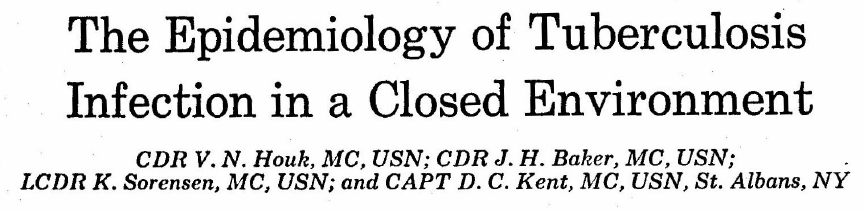 The Epidemiology of Tuberculosis
Infection in a Closed Environment
CDR V. N. Houk, MC, USN; CDR J. H. Baker, MC, USN;
LCDR K. Sorensen, MC, USN; and CAPT D. C. Kent, MC, USN, St. Albans, NY